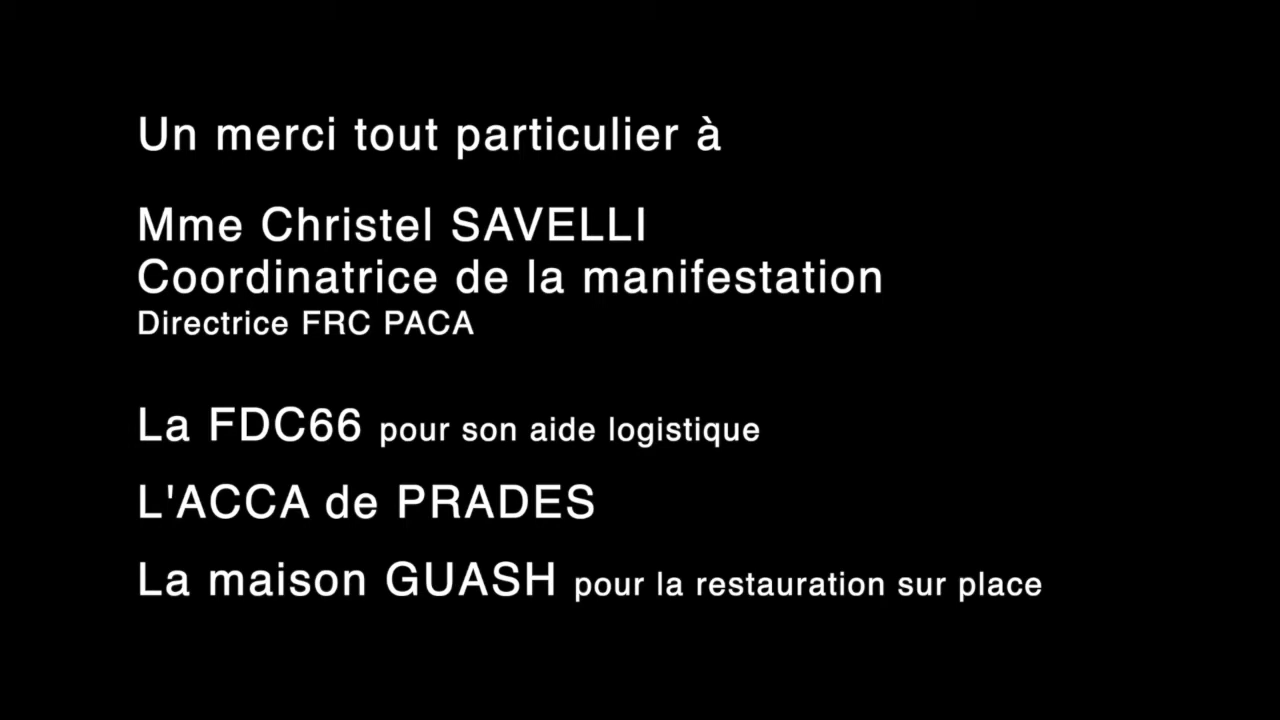 Un merci tout particulier à
Mme Christel SAVELLI
Coordinatrice de la manifestation
Directrice FRC PACA
La FDC66 pour son aide logistique
L'ACCA de PRADES
La maison GUASH pour la restauration sur place